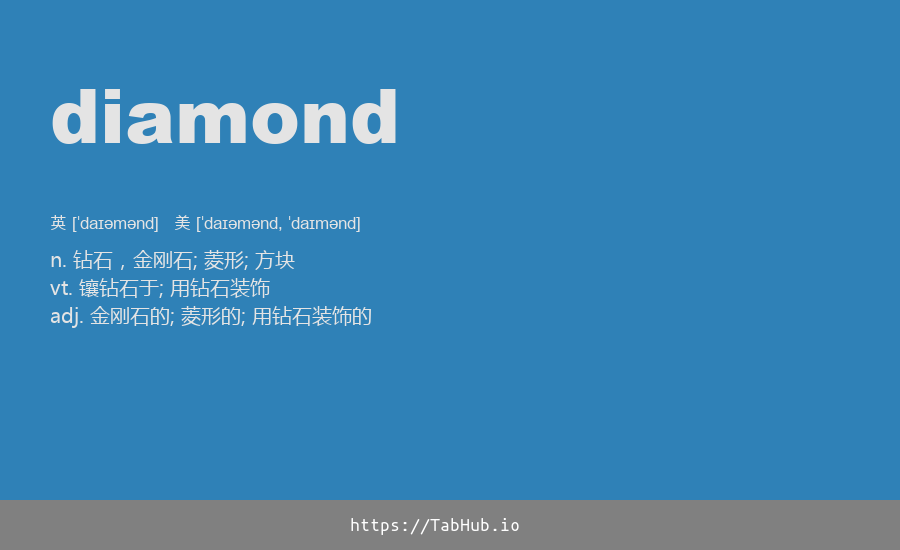 diamond
英 [ˈdaɪəmənd] 美 [ˈdaɪəmənd, ˈdaɪmənd]
n. 钻石，金刚石; 菱形; 方块
vt. 镶钻石于; 用钻石装饰
adj. 金刚石的; 菱形的; 用钻石装饰的
https://TabHub.io